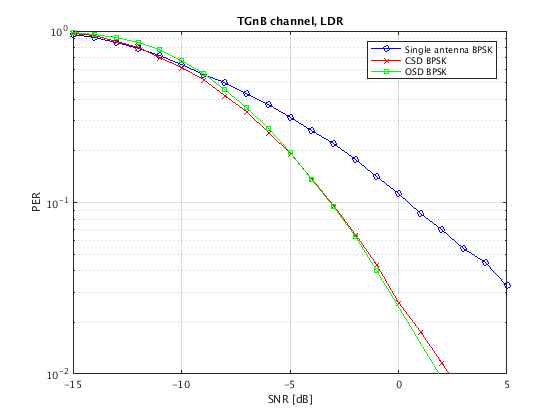 TGnB channel, LDR
Single antenna BPSK
CSD BPSK
OSD BPSK
10^0
10^-1
10^-2
PER
-15
-10
-5
0
5
SNR [dB]